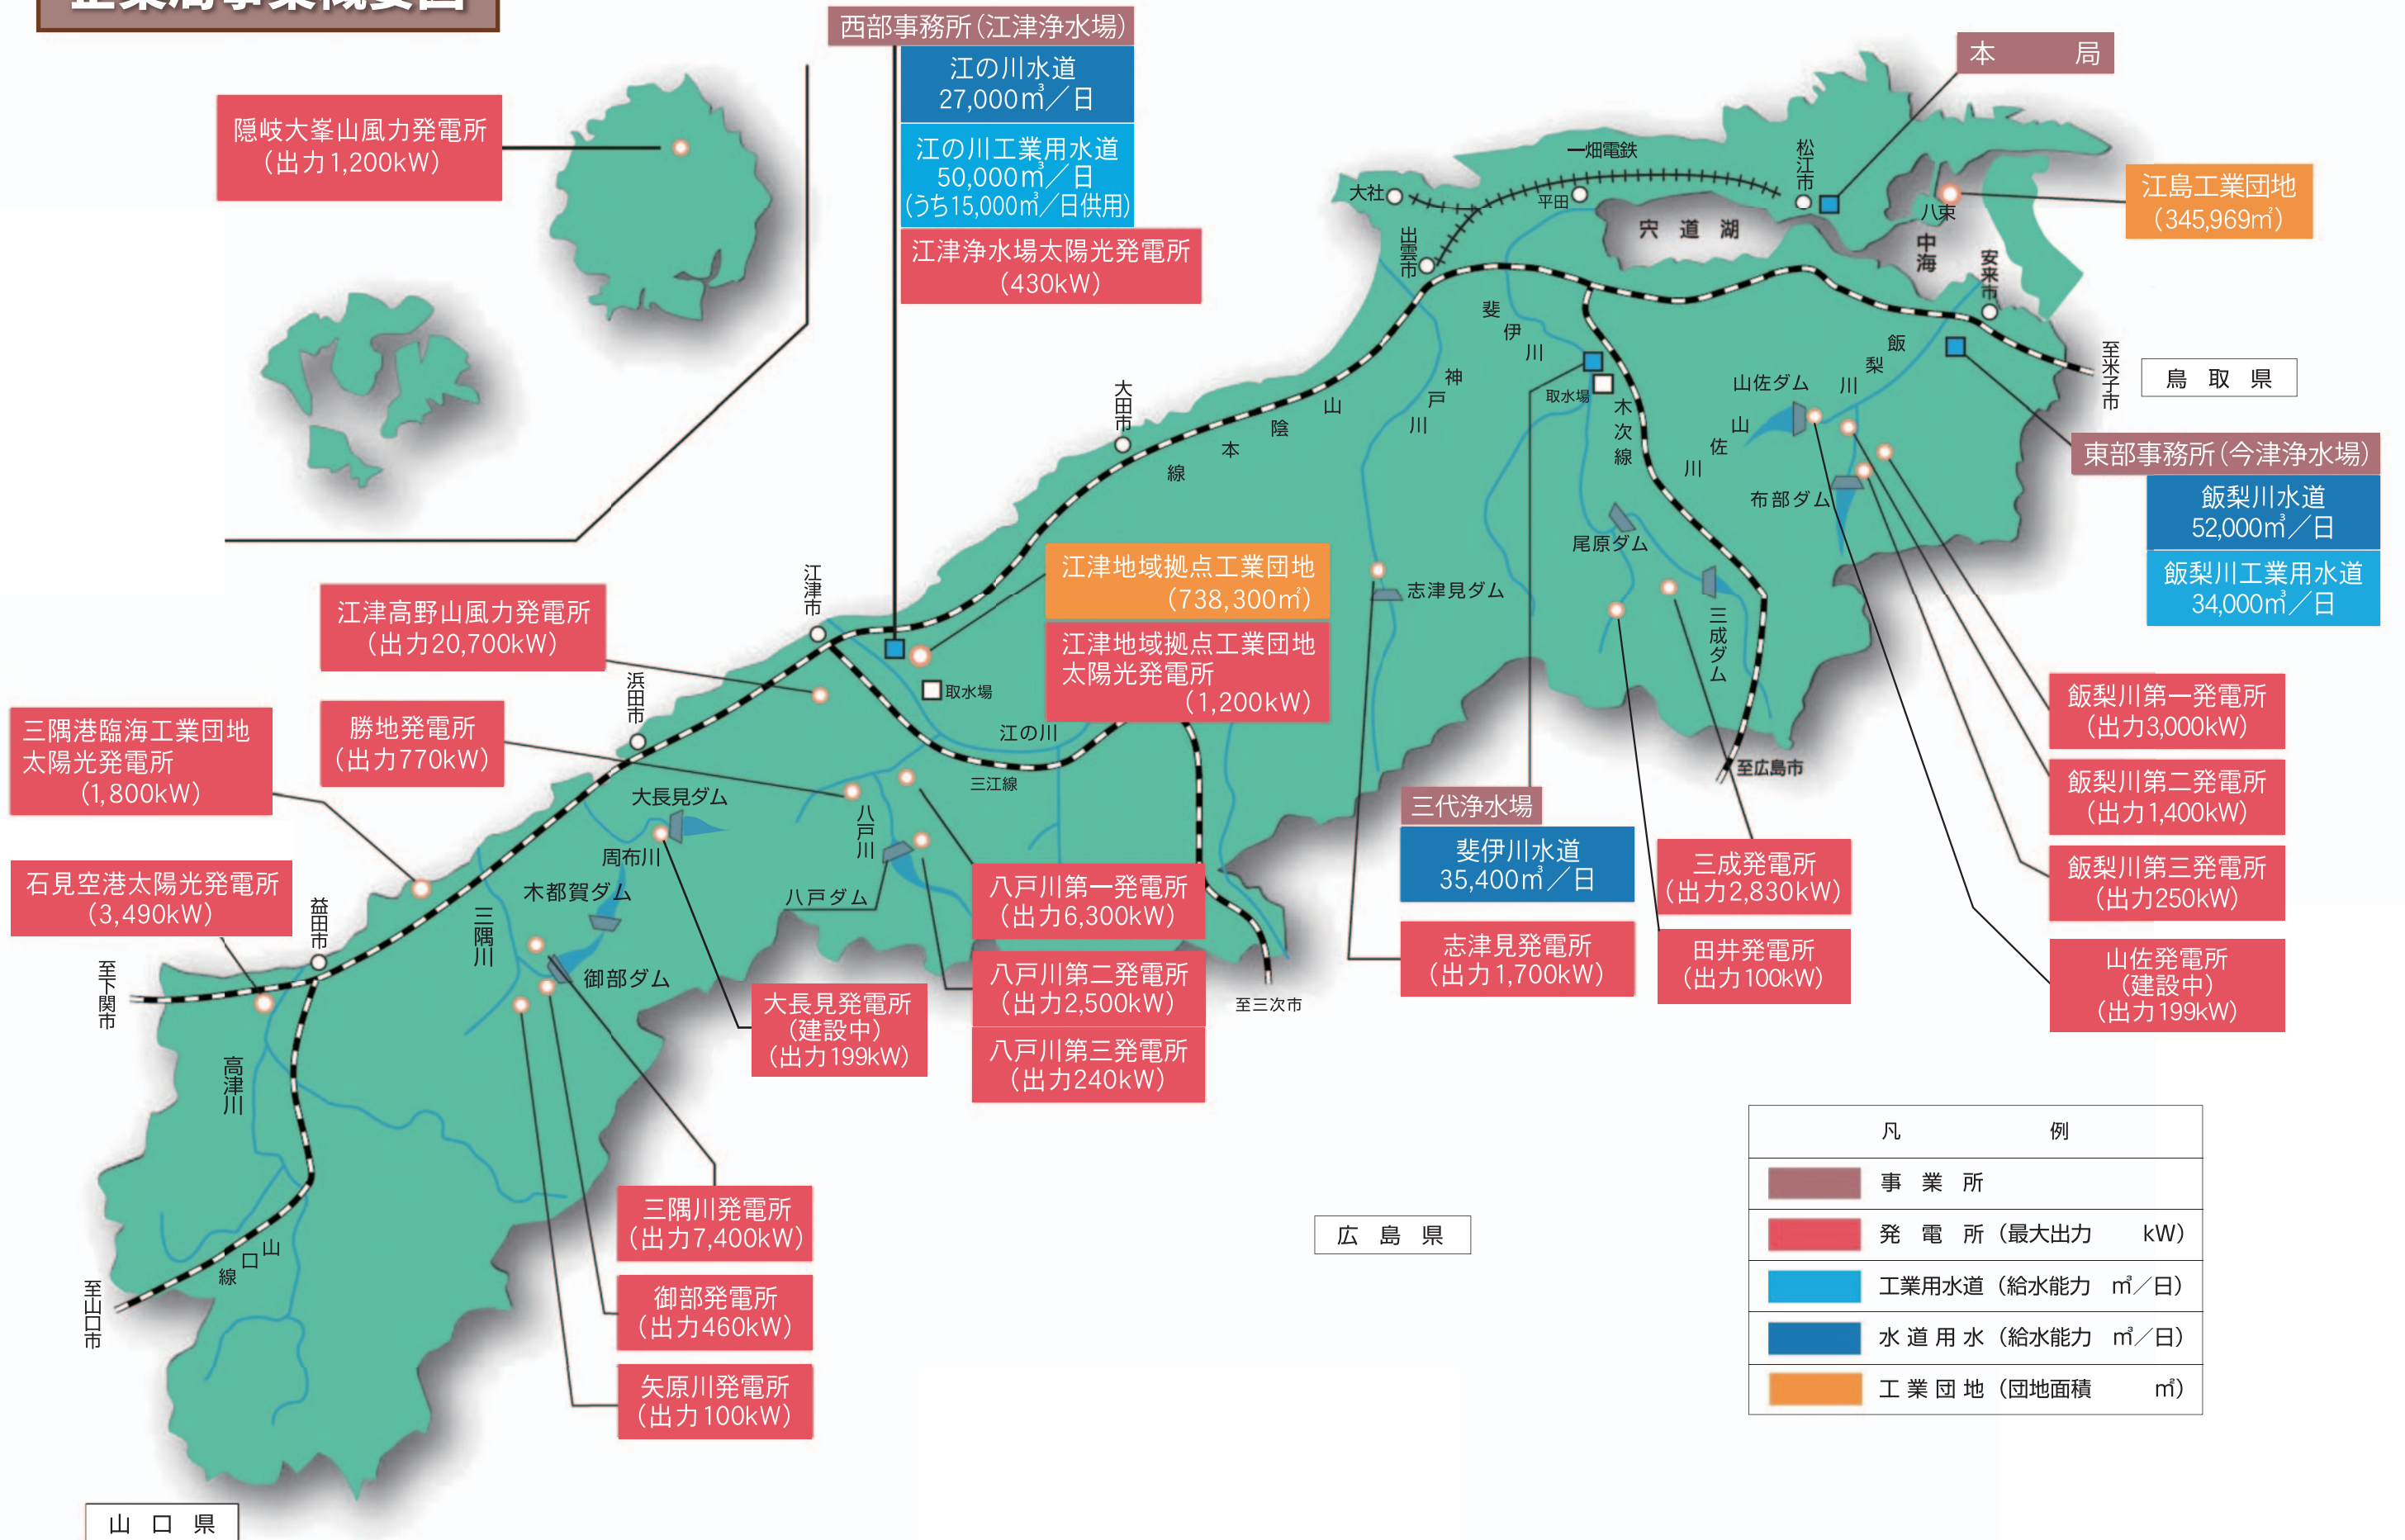 企業局事業概要図
西部事務所（江津浄水場）
江の川水道
27,000㎥／日
江の川工業用水道
50,000㎥／日
（うち15,000㎥／日供用）
江津浄水場太陽光発電所
（430kW）
本　局
隠岐大峯山風力発電所
（出力1,200kW）
一畑電鉄
松江市
大社
平田
出雲市
宍道湖
八束
中海
安来市
江島工業団地
（345,969㎡）
至米子市
鳥取県
斐伊川
神戸川
取水場
木次線
山佐ダム
飯梨川
山佐川
布部ダム
東部事務所（今津浄水場）
飯梨川水道
52,000㎥／日
飯梨川工業用水道
34,000㎥／日
大田市
山陰本線
尾原ダム
志津見ダム
三成ダム
江津市
江津地域拠点工業団地
（738,300㎡）
江津地域拠点工業団地
太陽光発電所
（1,200kW）
江津高野山風力発電所
（出力20,700kW）
浜田市
取水場
江の川
三江線
勝地発電所
（出力770kW）
三隅港臨海工業団地
太陽光発電所
（1,800kW）
石見空港太陽光発電所
（3,490kW）
大長見ダム
周布川
木都賀ダム
八戸川
八戸ダム
三隅川
御部ダム
益田市
至下関市
高津川
八戸川第一発電所
（出力6,300kW）
八戸川第二発電所
（出力2,500kW）
八戸川第三発電所
（出力240kW）
大長見発電所
（建設中）
（出力199kW）
至三次市
至広島市
三代浄水場
斐伊川水道
35,400㎥／日
志津見発電所
（出力1,700kW）
三成発電所
（出力2,830kW）
田井発電所
（出力100kW）
飯梨川第一発電所
（出力3,000kW）
飯梨川第二発電所
（出力1,400kW）
飯梨川第三発電所
（出力250kW）
山佐発電所
（建設中）
（出力199kW）
三隅川発電所
（出力7,400kW）
御部発電所
（出力460kW）
矢原川発電所
（出力100kW）
山口線
至山口市
山口県
広島県
凡例
事業所
発電所（最大出力　kW）
工業用水道（給水能力　㎥／日）
水道用水（給水能力　㎥／日）
工業団地（団地面積　㎡）